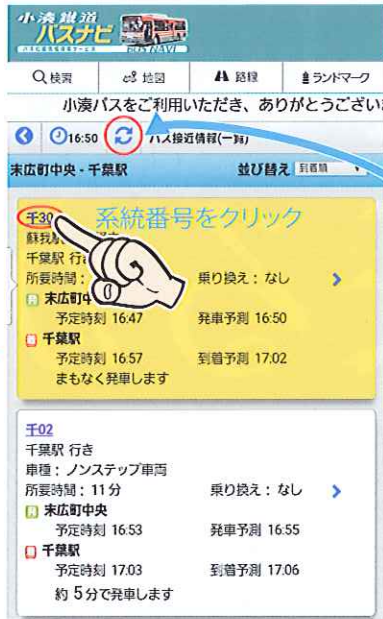 小湊鐵道
バスナビ
BUS NAVI
検索 地図 路線 ランドマーク
小湊バスをご利用いただき、ありがとうござい
16:50 バス接近情報(一覧)
末広町中央 - 千葉駅 並び替え 到着順
千30 系統番号をクリック
蘇我駅
千葉駅 行き
所要時間: 乗り換え: なし
末広町中
予定時刻 16:47 発車予測 16:50
千葉駅
予定時刻 16:57 到着予測 17:02
まもなく発車します
千02
千葉駅 行き
車種: ノンステップ車両
所要時間: 11分 乗り換え: なし
末広町中央
予定時刻 16:53 発車予測 16:55
千葉駅
予定時刻 17:03 到着予測 17:06
約 5分で発車します